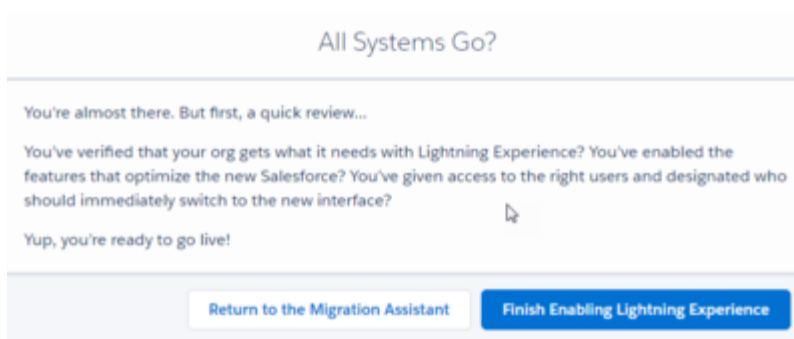 All Systems Go?
You're almost there. But first, a quick review...
You've verified that your org gets what it needs with Lightning Experience? You've enabled the
features that optimize the new Salesforce? You've given access to the right users and designated who
should immediately switch to the new interface?
Yup, you're ready to go live!
Return to the Migration Assistant
Finish Enabling Lightning Experience